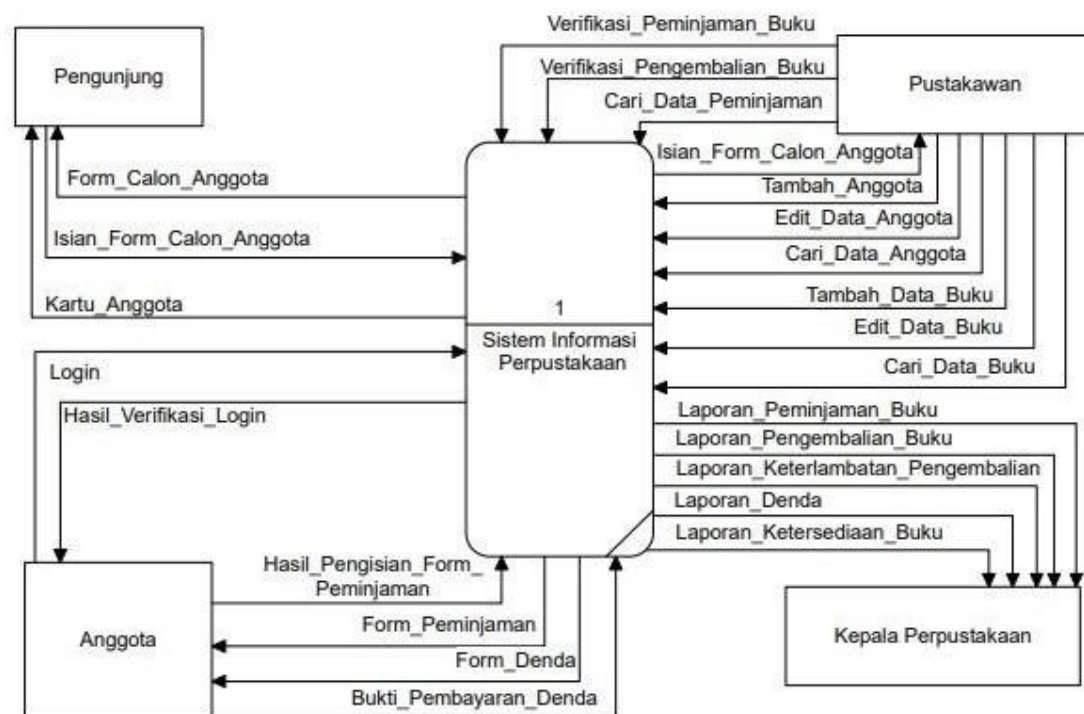 Verifikasi_Peminjaman_Buku
Pengunjung
Verifikasi_Pengembalian_Buku
Pustakawan
Cari_Data_Peminjaman
Isian_Form_Calon_Anggota
Form_Calon_Anggota
Tambah_Anggota
Edit_Data_Anggota
Isian_Form_Calon_Anggota
Cari_Data_Anggota
Kartu_Anggota
Tambah_Data_Buku
1
Edit_Data_Buku
Sistem Informasi
Perpustakaan
Login
Cari_Data_Buku
Hasil_Verifikasi_Login
Laporan_Peminjaman_Buku
Laporan_Pengembalian_Buku
Laporan_Keterlambatan_Pengembalian
Laporan_Denda
Laporan_Ketersediaan_Buku
Hasil_Pengisian_Form_
Peminjaman
Form_Peminjaman
Anggota
Kepala Perpustakaan
Form_Denda
Bukti_Pembayaran_Denda